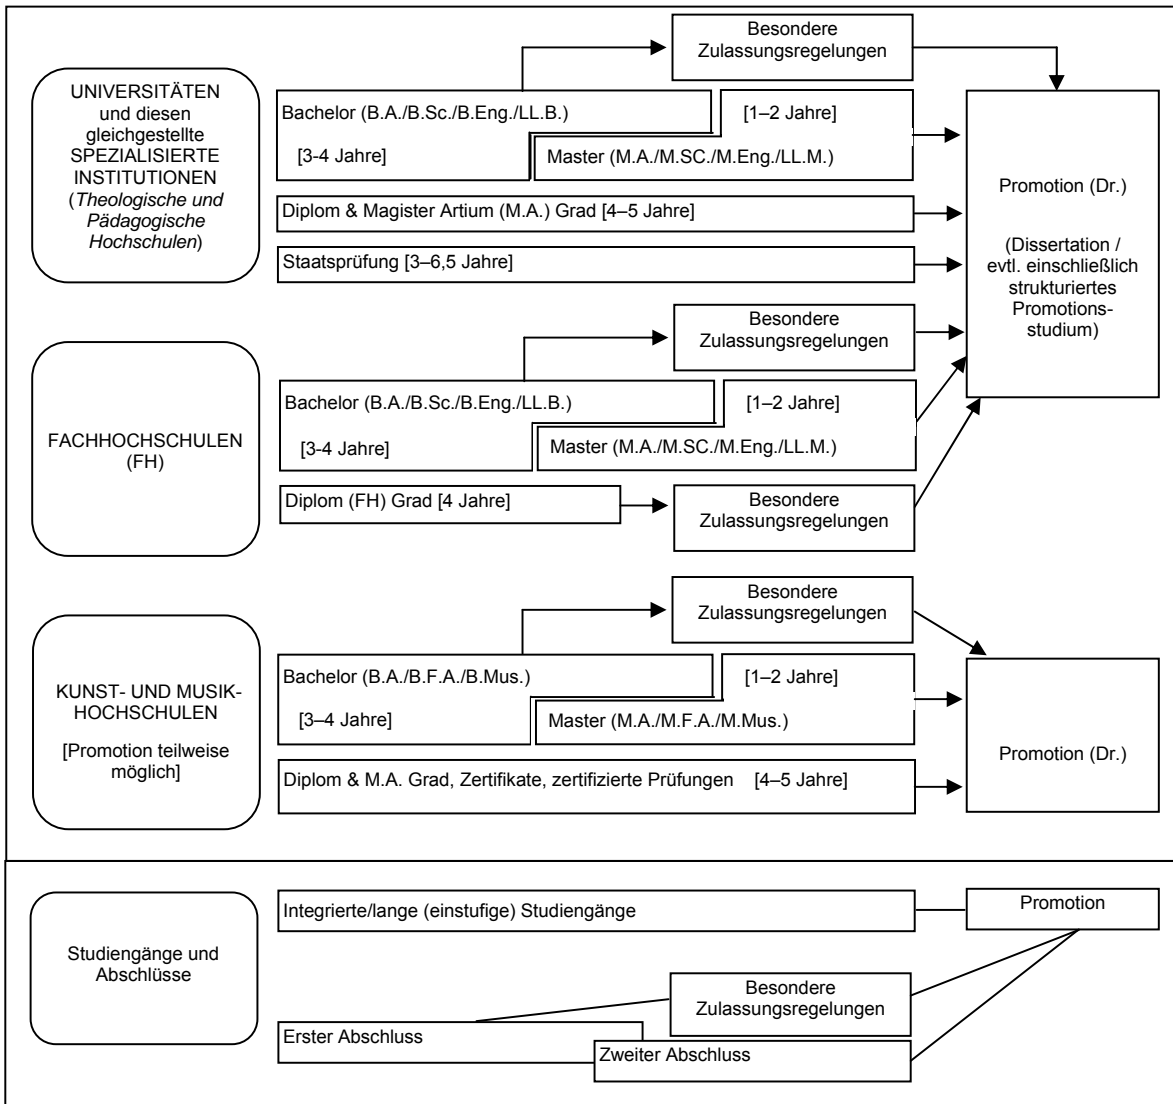 Besondere
Zulassungsregelungen
UNIVERSITÄTEN
und diesen
gleichgestellte
SPEZIALISIERTE
INSTITUTIONEN
(Theologische und
Pädagogische
Hochschulen)
Bachelor (B.A./B.Sc./B.Eng./LL.B.)
[1–2 Jahre]
[3-4 Jahre]
Master (M.A./M.SC./M.Eng./LL.M.)
Diplom & Magister Artium (M.A.) Grad [4–5 Jahre]
Staatsprüfung [3–6,5 Jahre]
Promotion (Dr.)
(Dissertation /
evtl. einschließlich
strukturiertes
Promotions-
studium)
FACHHOCHSCHULEN
(FH)
Besondere
Zulassungsregelungen
Bachelor (B.A./B.Sc./B.Eng./LL.B.)
[1–2 Jahre]
[3-4 Jahre]
Master (M.A./M.SC./M.Eng./LL.M.)
Diplom (FH) Grad [4 Jahre]
Besondere
Zulassungsregelungen
KUNST- UND MUSIK-
HOCHSCHULEN
[Promotion teilweise
möglich]
Besondere
Zulassungsregelungen
Bachelor (B.A./B.F.A./B.Mus.)
[1–2 Jahre]
[3–4 Jahre]
Master (M.A./M.F.A./M.Mus.)
Diplom & M.A. Grad, Zertifikate, zertifizierte Prüfungen [4–5 Jahre]
Promotion (Dr.)
Studiengänge und
Abschlüsse
Integrierte/lange (einstufige) Studiengänge
Promotion
Besondere
Zulassungsregelungen
Erster Abschluss
Zweiter Abschluss